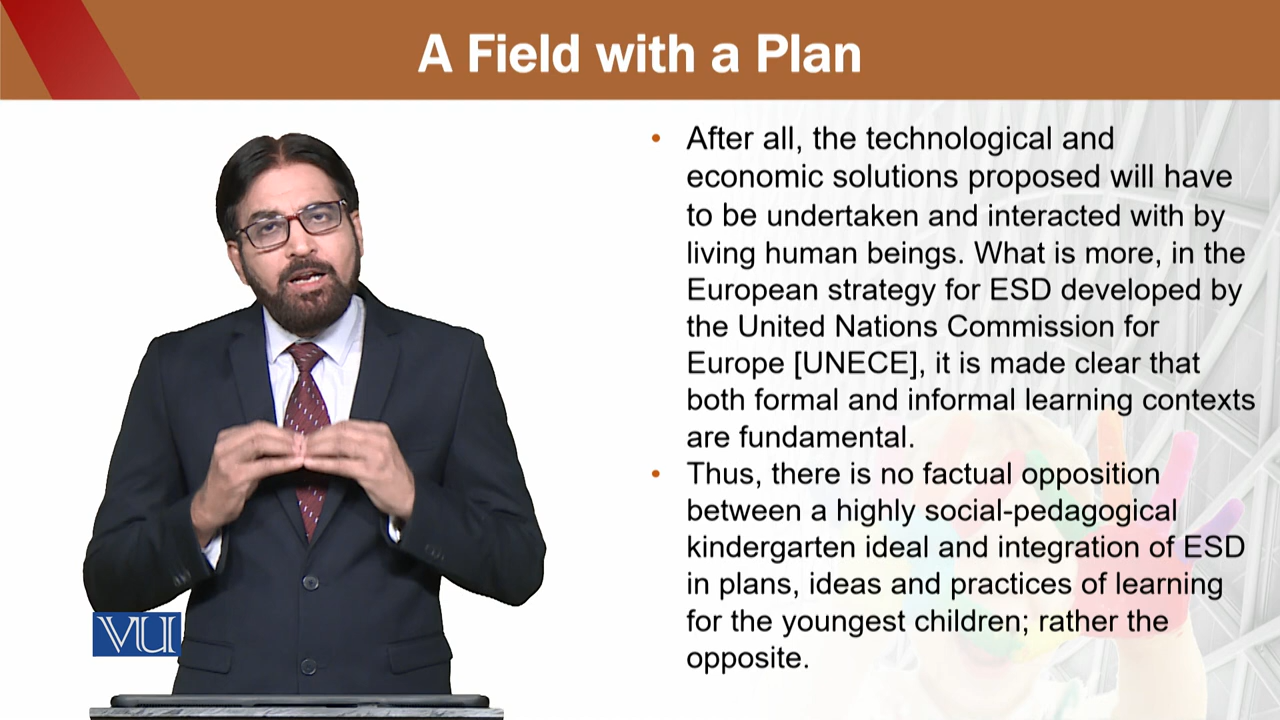 A Field with a Plan
• After all, the technological and
economic solutions proposed will have
to be undertaken and interacted with by
living human beings. What is more, in the
European strategy for ESD developed by
the United Nations Commission for
Europe [UNECE], it is made clear that
both formal and informal learning contexts
are fundamental.
• Thus, there is no factual opposition
between a highly social-pedagogical
kindergarten ideal and integration of ESD
in plans, ideas and practices of learning
for the youngest children; rather the
opposite.
VU